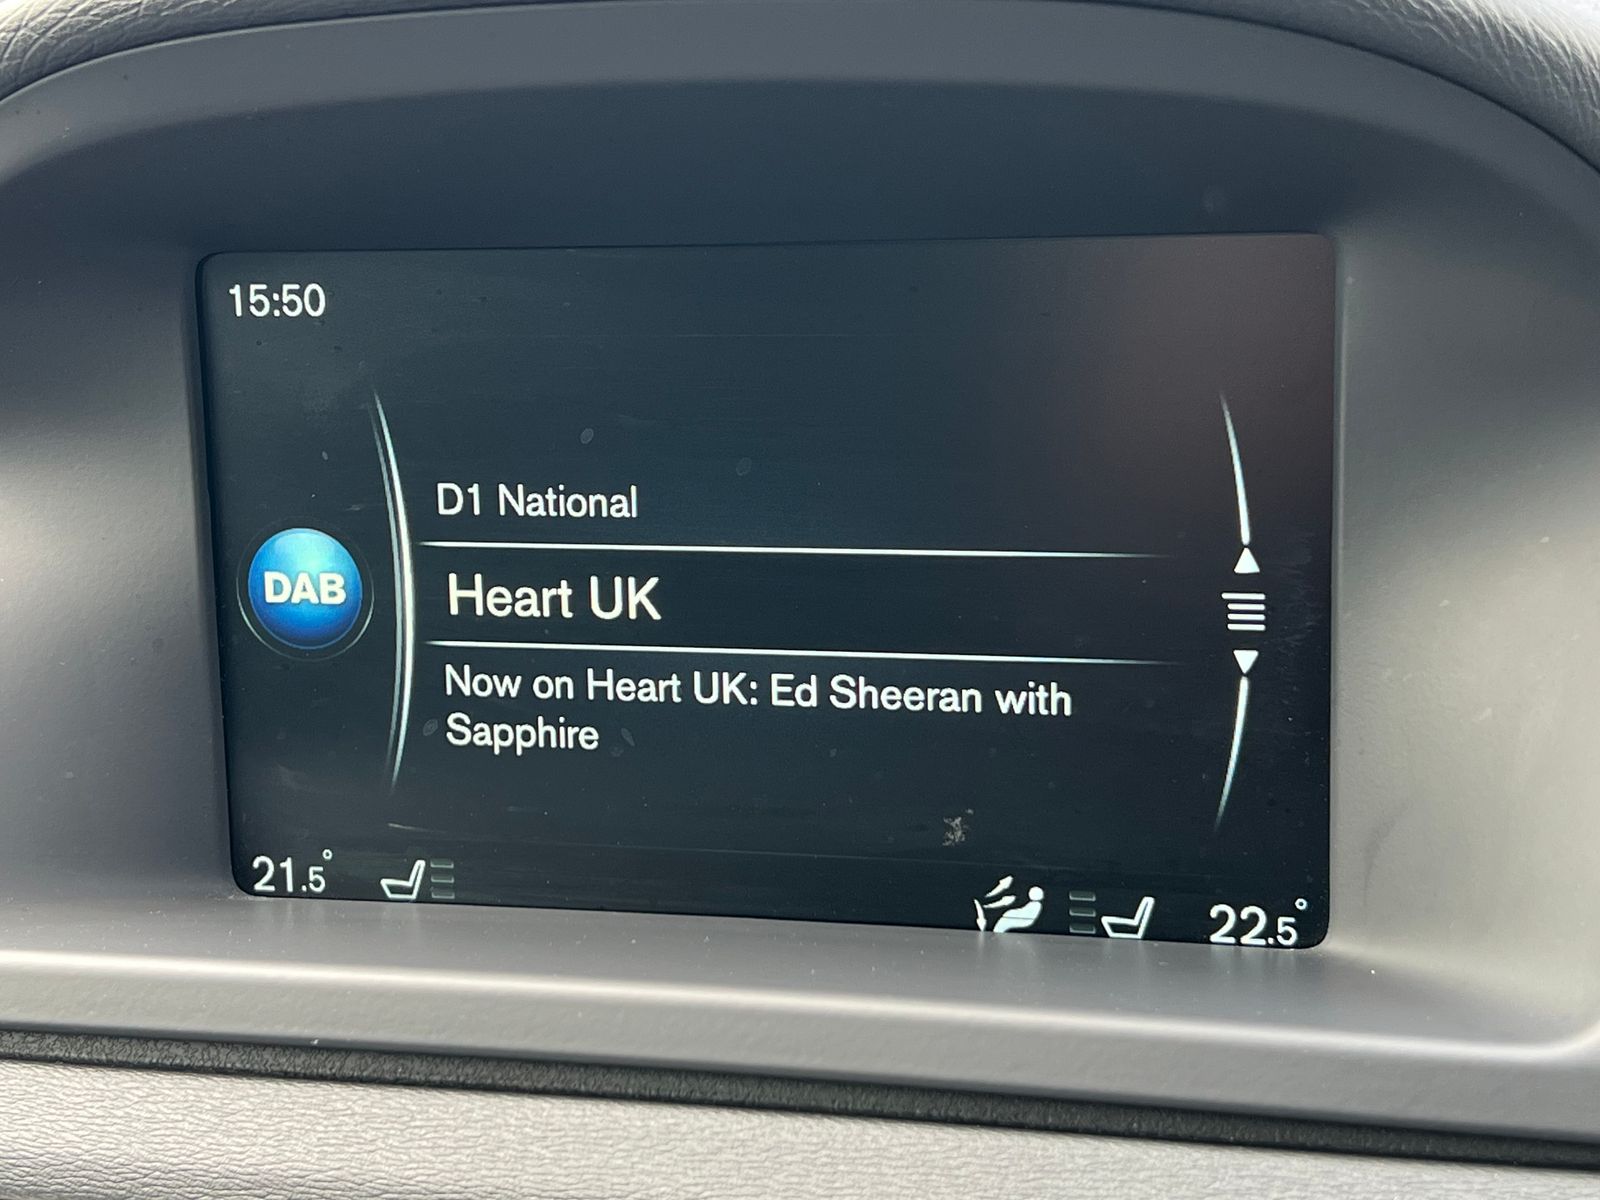 15:50
D1 National
DAB
Heart UK
Now on Heart UK: Ed Sheeran with
Sapphire
21.5°
22.5°